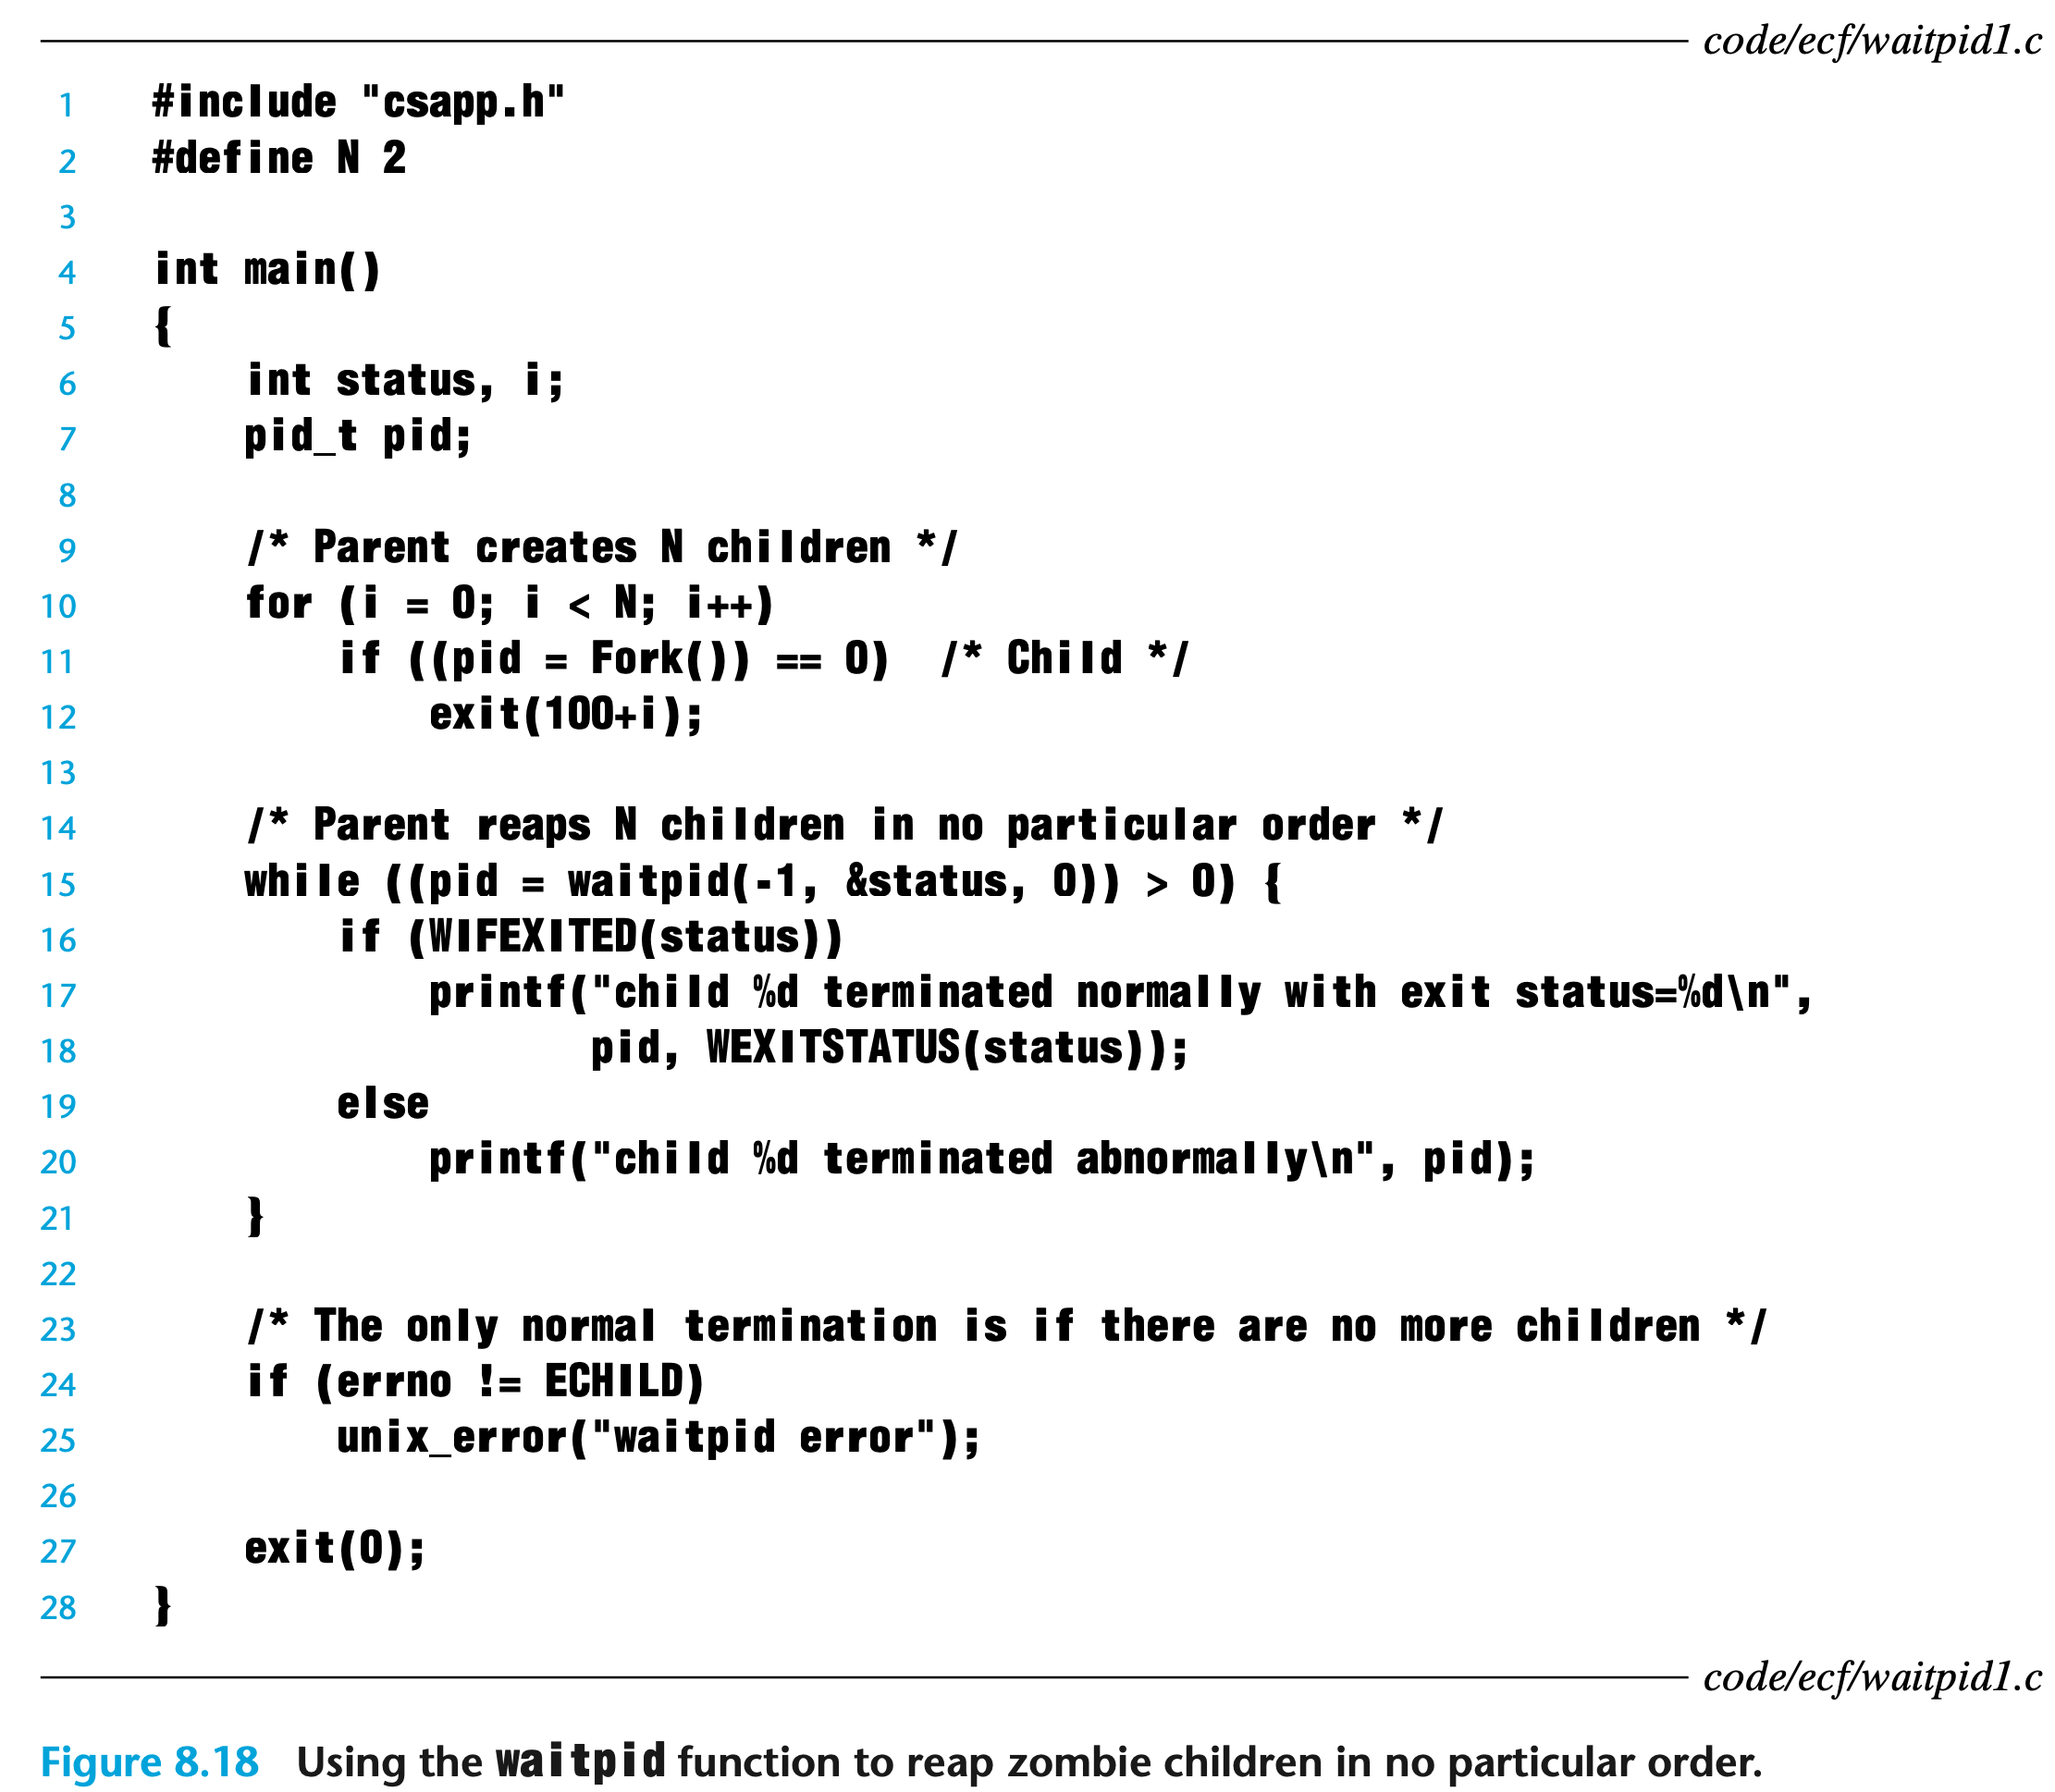 code/ecf/waitpid1.c
1 #include "csapp.h"
2 #define N 2
3
4 int main()
5 {
6     int status, i;
7     pid_t pid;
8
9     /* Parent creates N children */
10     for (i = 0; i < N; i++)
11         if ((pid = Fork()) == 0)  /* Child */
12             exit(100+i);
13
14     /* Parent reaps N children in no particular order */
15     while ((pid = waitpid(-1, &status, 0)) > 0) {
16         if (WIFEXITED(status))
17             printf("child %d terminated normally with exit status=%d\n",
18                    pid, WEXITSTATUS(status));
19         else
20             printf("child %d terminated abnormally\n", pid);
21     }
22
23     /* The only normal termination is if there are no more children */
24     if (errno != ECHILD)
25         unix_error("waitpid error");
26
27     exit(0);
28 }
code/ecf/waitpid1.c
Figure 8.18 Using the waitpid function to reap zombie children in no particular order.